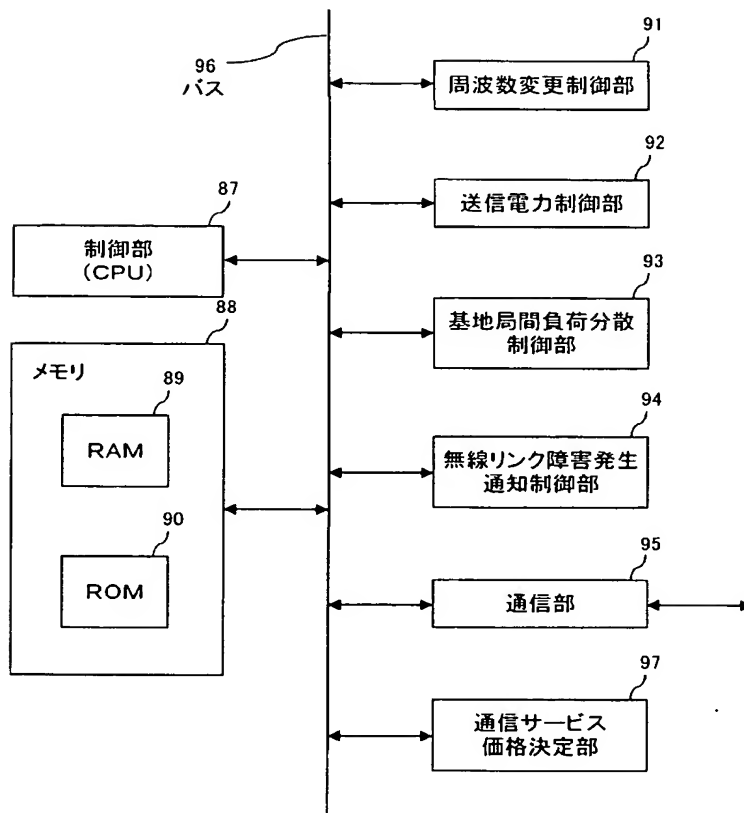 96
バス
91
周波数変更制御部
92
送信電力制御部
87
制御部
(CPU)
93
基地局間負荷分散
制御部
88
メモリ
89
RAM
94
無線リンク障害発生
通知制御部
90
ROM
95
通信部
97
通信サービス
価格決定部